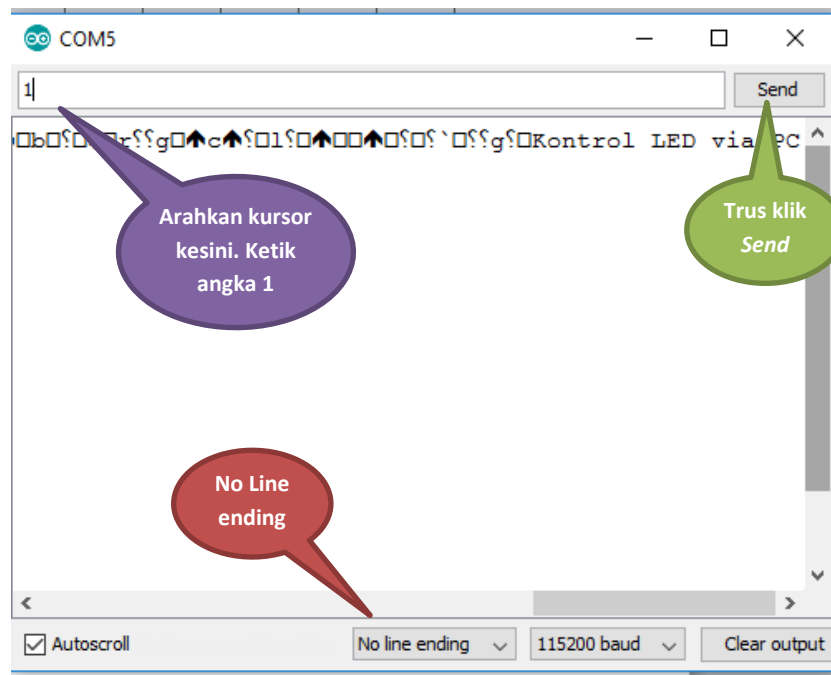 COM5
1
Send
Kontrol LED via PC
Arahkan kursor
kesini. Ketik
angka 1
Trus klik
Send
No Line
ending
Autoscroll
No line ending
115200 baud
Clear output